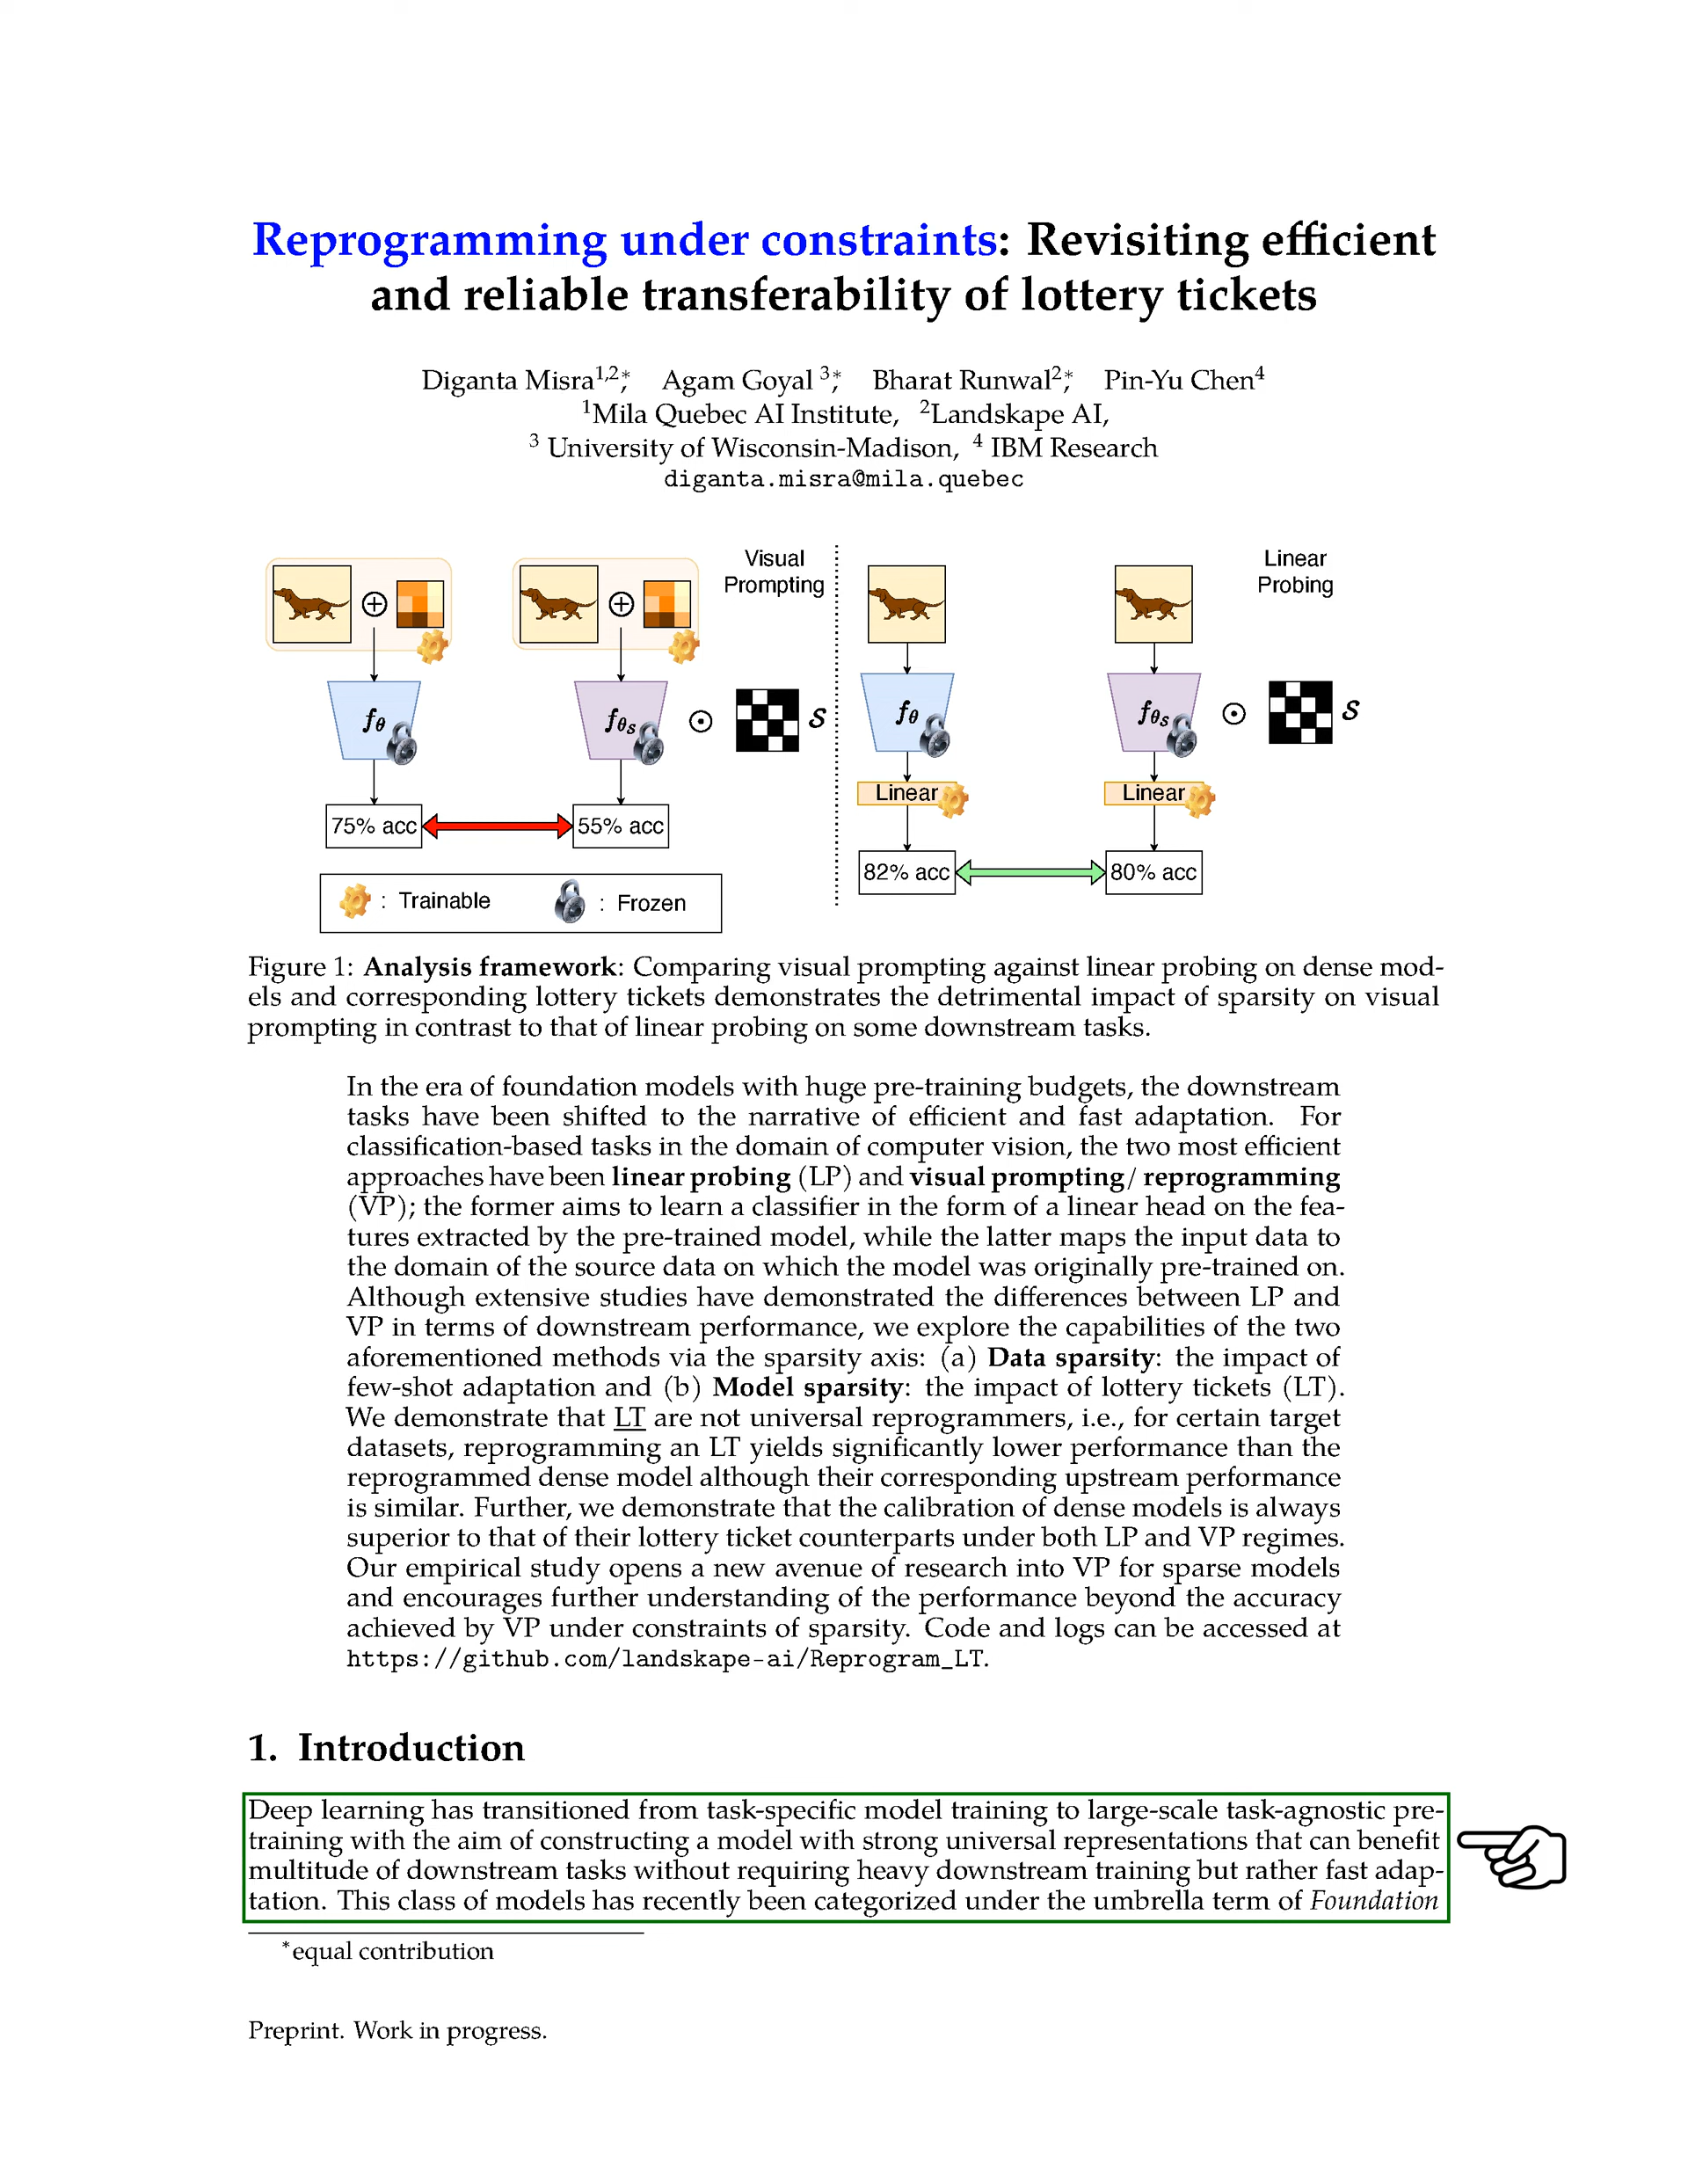 Reprogramming under constraints: Revisiting efficient
and reliable transferability of lottery tickets
Diganta Misra1,2,*, Agam Goyal 3,*, Bharat Runwal2,*, Pin-Yu Chen4
1Mila Quebec AI Institute, 2Landskape AI,
3 University of Wisconsin-Madison, 4 IBM Research
diganta.misra@mila.quebec
Visual
Prompting
fθ
fθs
S
75% acc
55% acc
: Trainable
: Frozen
Linear
Probing
fθ
fθs
S
Linear
Linear
82% acc
80% acc
Figure 1: Analysis framework: Comparing visual prompting against linear probing on dense mod-
els and corresponding lottery tickets demonstrates the detrimental impact of sparsity on visual
prompting in contrast to that of linear probing on some downstream tasks.
In the era of foundation models with huge pre-training budgets, the downstream
tasks have been shifted to the narrative of efficient and fast adaptation. For
classification-based tasks in the domain of computer vision, the two most efficient
approaches have been linear probing (LP) and visual prompting/ reprogramming
(VP); the former aims to learn a classifier in the form of a linear head on the fea-
tures extracted by the pre-trained model, while the latter maps the input data to
the domain of the source data on which the model was originally pre-trained on.
Although extensive studies have demonstrated the differences between LP and
VP in terms of downstream performance, we explore the capabilities of the two
aforementioned methods via the sparsity axis: (a) Data sparsity: the impact of
few-shot adaptation and (b) Model sparsity: the impact of lottery tickets (LT).
We demonstrate that LT are not universal reprogrammers, i.e., for certain target
datasets, reprogramming an LT yields significantly lower performance than the
reprogrammed dense model although their corresponding upstream performance
is similar. Further, we demonstrate that the calibration of dense models is always
superior to that of their lottery ticket counterparts under both LP and VP regimes.
Our empirical study opens a new avenue of research into VP for sparse models
and encourages further understanding of the performance beyond the accuracy
achieved by VP under constraints of sparsity. Code and logs can be accessed at
https://github.com/landskape-ai/Reprogram_LT.
1. Introduction
Deep learning has transitioned from task-specific model training to large-scale task-agnostic pre-
training with the aim of constructing a model with strong universal representations that can benefit
multitude of downstream tasks without requiring heavy downstream training but rather fast adap-
tation. This class of models has recently been categorized under the umbrella term of Foundation
*equal contribution
Preprint. Work in progress.